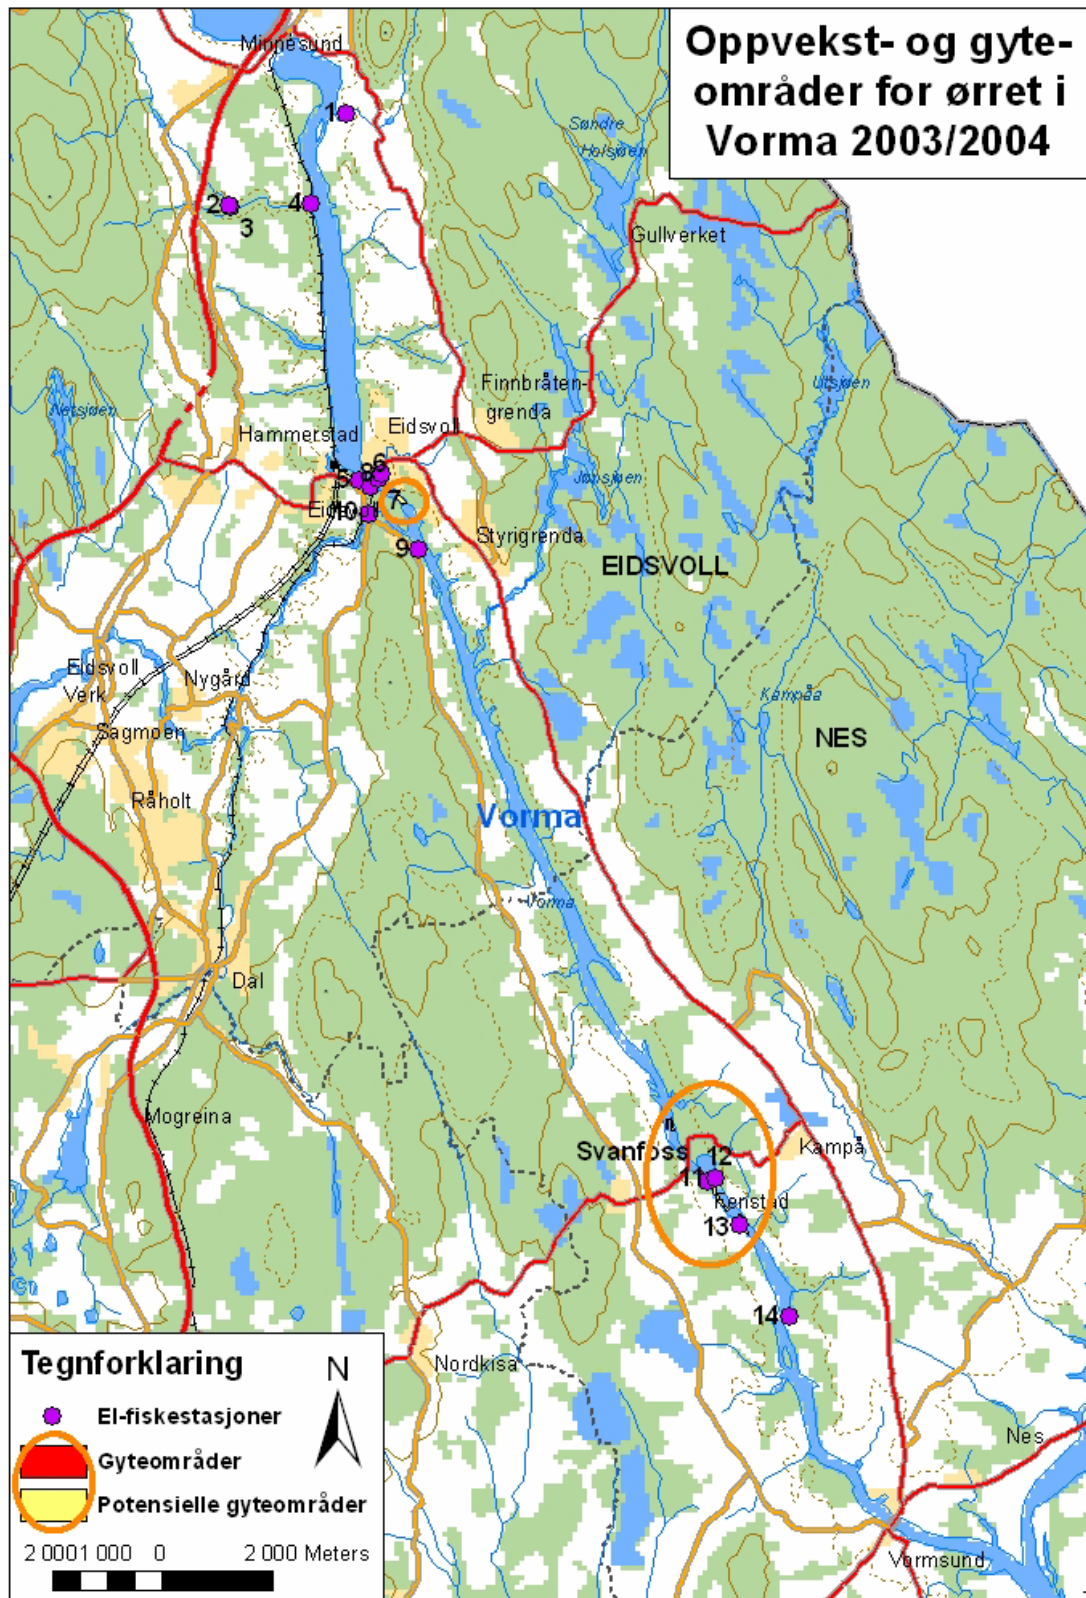 Oppvekst- og gyte-
områder for ørret i
Vorma 2003/2004
Minnesund
1
Søndre
Holsjøen
2
3
4
Gullverket
Utsjøen
Finnbråten-
grenda
Netsjøen
Hammerstad
Eidsvoll
6
5
8
Jønsjøen
7
10
Styrigrenda
9
EIDSVOLL
Eidsvoll
Verk
Nygård
Kampåa
Sagmoen
NES
Råholt
Vorma
Vorma
Dal
Mogreina
Svanfoss
12
Kampå
11
Fenstad
13
14
Nordkisa
Nes
Vormsund
Tegnforklaring
N
El-fiskestasjoner
Gyteområder
Potensielle gyteområder
2 000 1 000 0 2 000 Meters